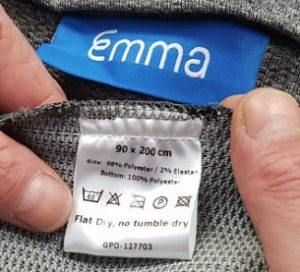 emma
90 x 200 cm
Side: 98% Polyester / 2% Elastan
Bottom: 100% Polyester
40 P
Flat Dry, no tumble dry
GPO-127703